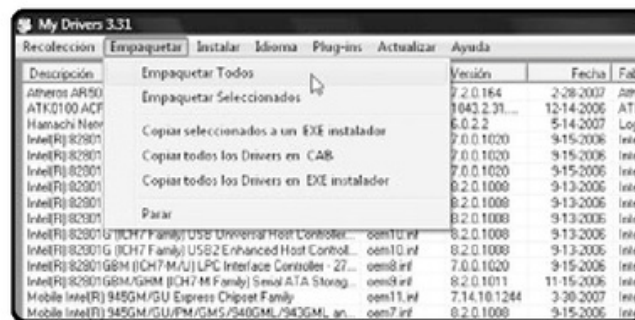 My Drivers 3.31
Recolección Empaquetar Instalar Idioma Plug-ins Actualizar Ayuda
Descripción Versión Fecha
Empaquetar Todos
Empaquetar Seleccionados
Copiar seleccionados a un EXE instalador
Copiar todos los Drivers en CAB
Copiar todos los Drivers en EXE instalador
Parar
Atheros AR50 7.2.0.164 2-28-2007
ATK0100 ACP 1043.2.31.... 12-14-2006
Hamachi Netw 6.0.2.2 5-14-2007
Intel(R) 82801 7.0.0.1020 9-15-2006
Intel(R) 82801 7.0.0.1020 9-15-2006
Intel(R) 82801 7.0.0.1020 9-15-2006
Intel(R) 82801 8.2.0.1008 9-13-2006
Intel(R) 82801 8.2.0.1008 9-13-2006
Intel(R) 82801 8.2.0.1008 9-13-2006
Intel(R) 82801G (ICH7 Family) USB Universal Host Controller... oem10.inf 8.2.0.1008 9-13-2006
Intel(R) 82801G (ICH7 Family) USB2 Enhanced Host Controll... oem10.inf 8.2.0.1008 9-13-2006
Intel(R) 82801GBM (ICH7-M/U) LPC Interface Controller - 27... oem8.inf 7.0.0.1020 9-15-2006
Intel(R) 82801GBM/GHM (ICH7-M Family) Serial ATA Storag... oem9.inf 8.2.0.1011 11-15-2006
Mobile Intel(R) 945GM/GU Express Chipset Family oem11.inf 7.14.10.1244 3-30-2007
Mobile Intel(R) 945GM/GU/PM/GMS/940GML/943GML an... oem7.inf 8.2.0.1008 9-15-2006